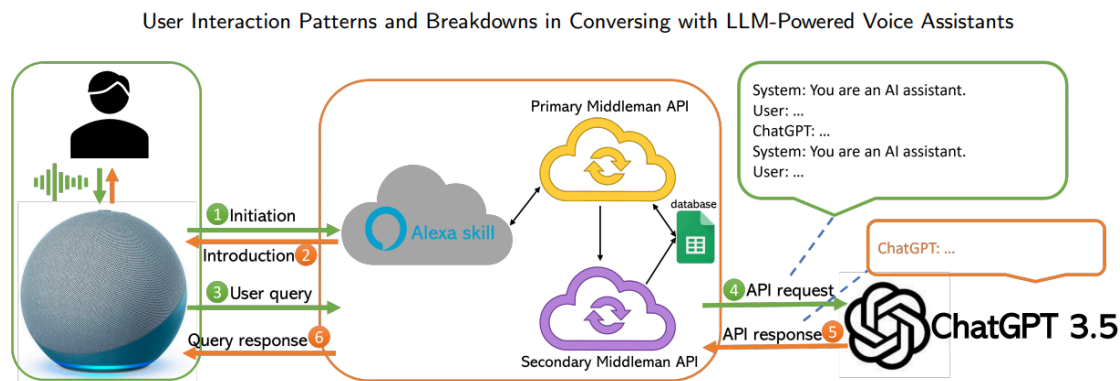 User Interaction Patterns and Breakdowns in Conversing with LLM-Powered Voice Assistants
System: You are an AI assistant.
User: ...
ChatGPT: ...
System: You are an AI assistant.
User: ...
Primary Middleman API
database
Alexa skill
1 Initiation
Introduction 2
3 User query
Query response 6
Secondary Middleman API
4 API request
API response 5
ChatGPT: ...
ChatGPT 3.5